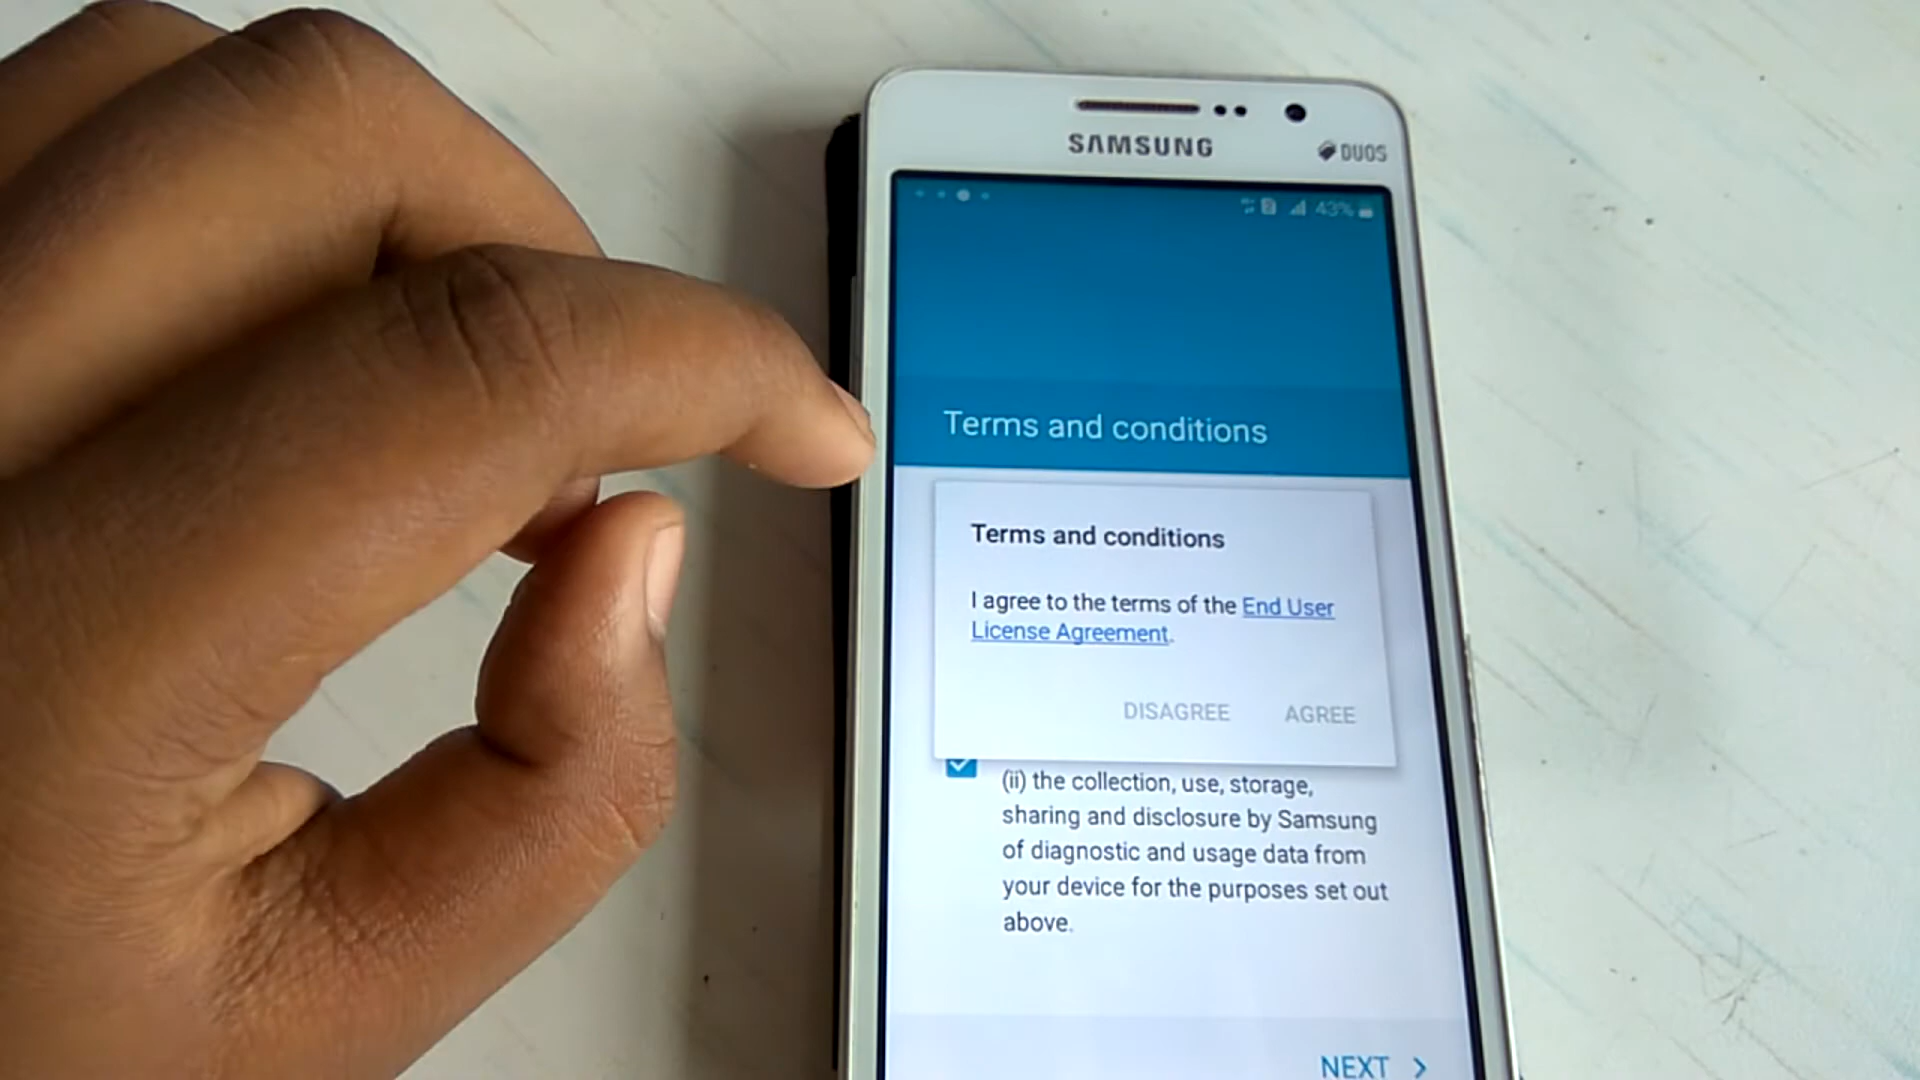 SAMSUNG
DUOS
43%
Terms and conditions
Terms and conditions
I agree to the terms of the End User
License Agreement.
DISAGREE AGREE
(ii) the collection, use, storage,
sharing and disclosure by Samsung
of diagnostic and usage data from
your device for the purposes set out
above.
NEXT >